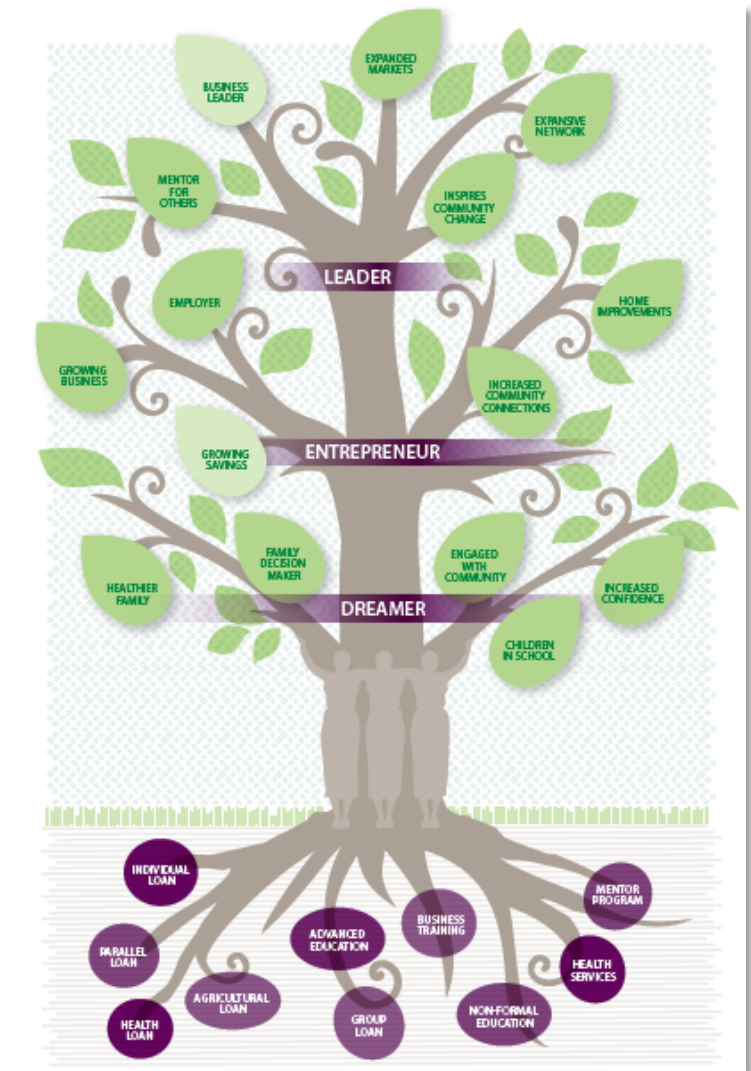 EXPANDED
MARKETS
BUSINESS
LEADER
EXPANSIVE
NETWORK
MENTOR
FOR
OTHERS
INSPIRES
COMMUNITY
CHANGE
LEADER
EMPLOYER
HOME
IMPROVEMENTS
GROWING
BUSINESS
INCREASED
COMMUNITY
CONNECTIONS
GROWING
SAVINGS
ENTREPRENEUR
FAMILY
DECISION
MAKER
ENGAGED
WITH
COMMUNITY
HEALTHIER
FAMILY
INCREASED
CONFIDENCE
DREAMER
CHILDREN
IN SCHOOL
INDIVIDUAL
LOAN
MENTOR
PROGRAM
BUSINESS
TRAINING
ADVANCED
EDUCATION
PARALLEL
LOAN
HEALTH
SERVICES
AGRICULTURAL
LOAN
NON-FORMAL
EDUCATION
GROUP
LOAN
HEALTH
LOAN